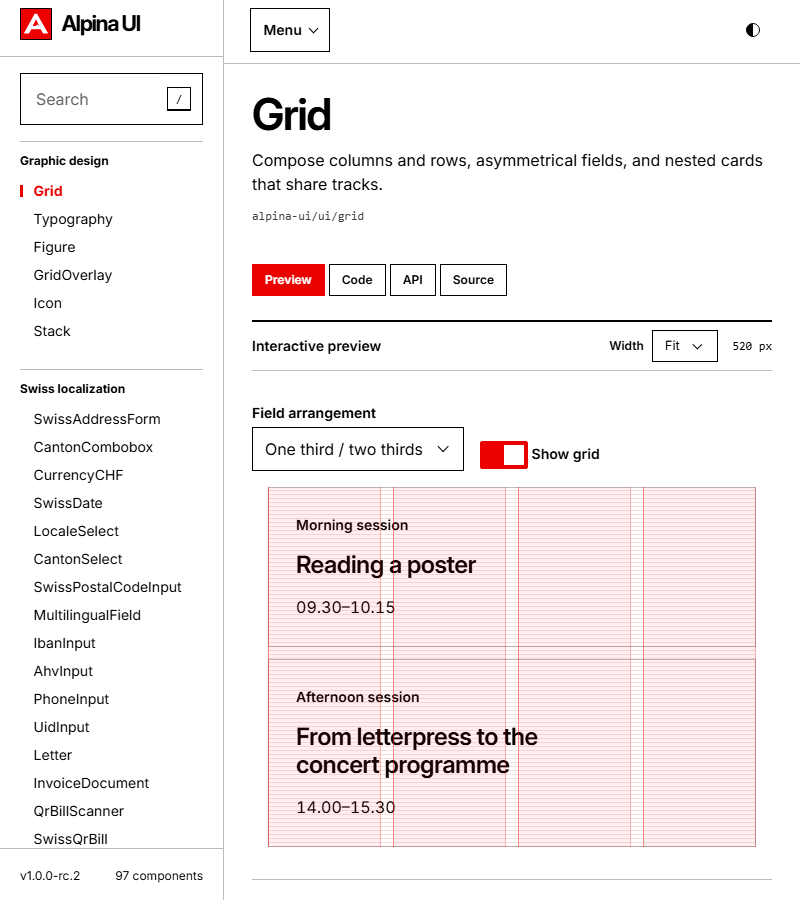 Alpina UI
Search
/
Graphic design
Grid
Typography
Figure
GridOverlay
Icon
Stack
Swiss localization
SwissAddressForm
CantonCombobox
CurrencyCHF
SwissDate
LocaleSelect
CantonSelect
SwissPostalCodeInput
MultilingualField
IbanInput
AhvInput
PhoneInput
UidInput
Letter
InvoiceDocument
QrBillScanner
SwissQrBill
v1.0.0-rc.2 97 components
Menu
Grid
Compose columns and rows, asymmetrical fields, and nested cards
that share tracks.
alpina-ui/ui/grid
Preview Code API Source
Interactive preview Width Fit 520 px
Field arrangement
One third / two thirds Show grid
Morning session
Reading a poster
09.30–10.15
Afternoon session
From letterpress to the
concert programme
14.00–15.30